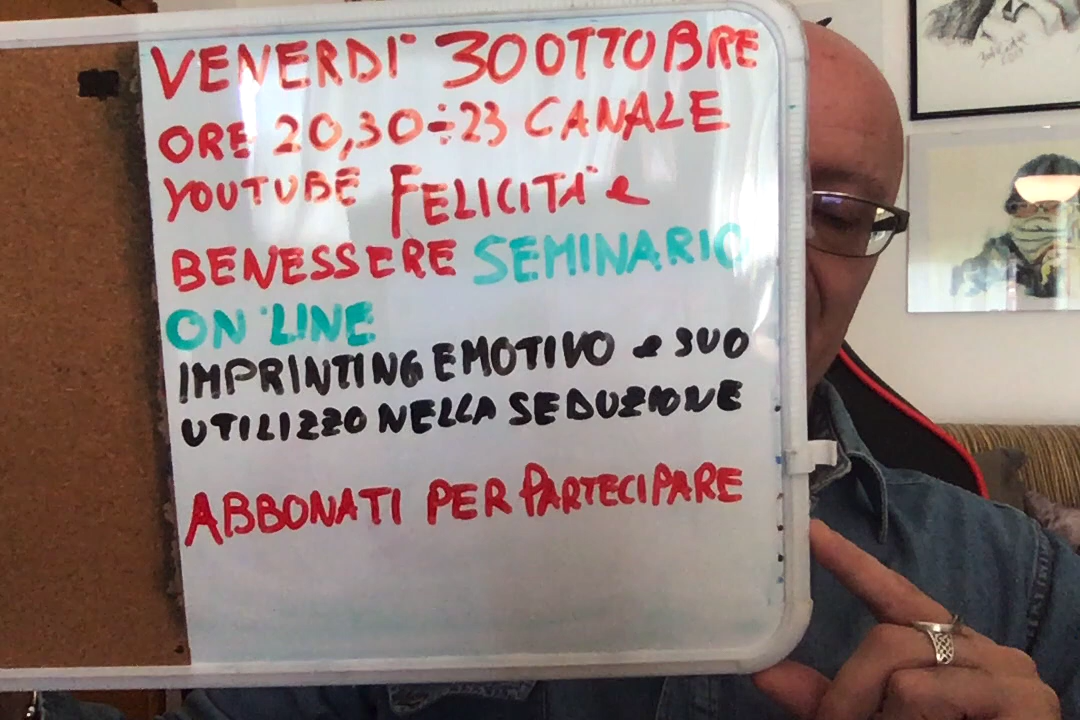 VENERDI' 30 OTTOBRE
ORE 20,30÷23 CANALE
YOUTUBE FELICITA' e
BENESSERE SEMINARIO
ON LINE
IMPRINTING EMOTIVO e SUO
UTILIZZO NELLA SEDUZIONE
ABBONATI PER PARTECIPARE